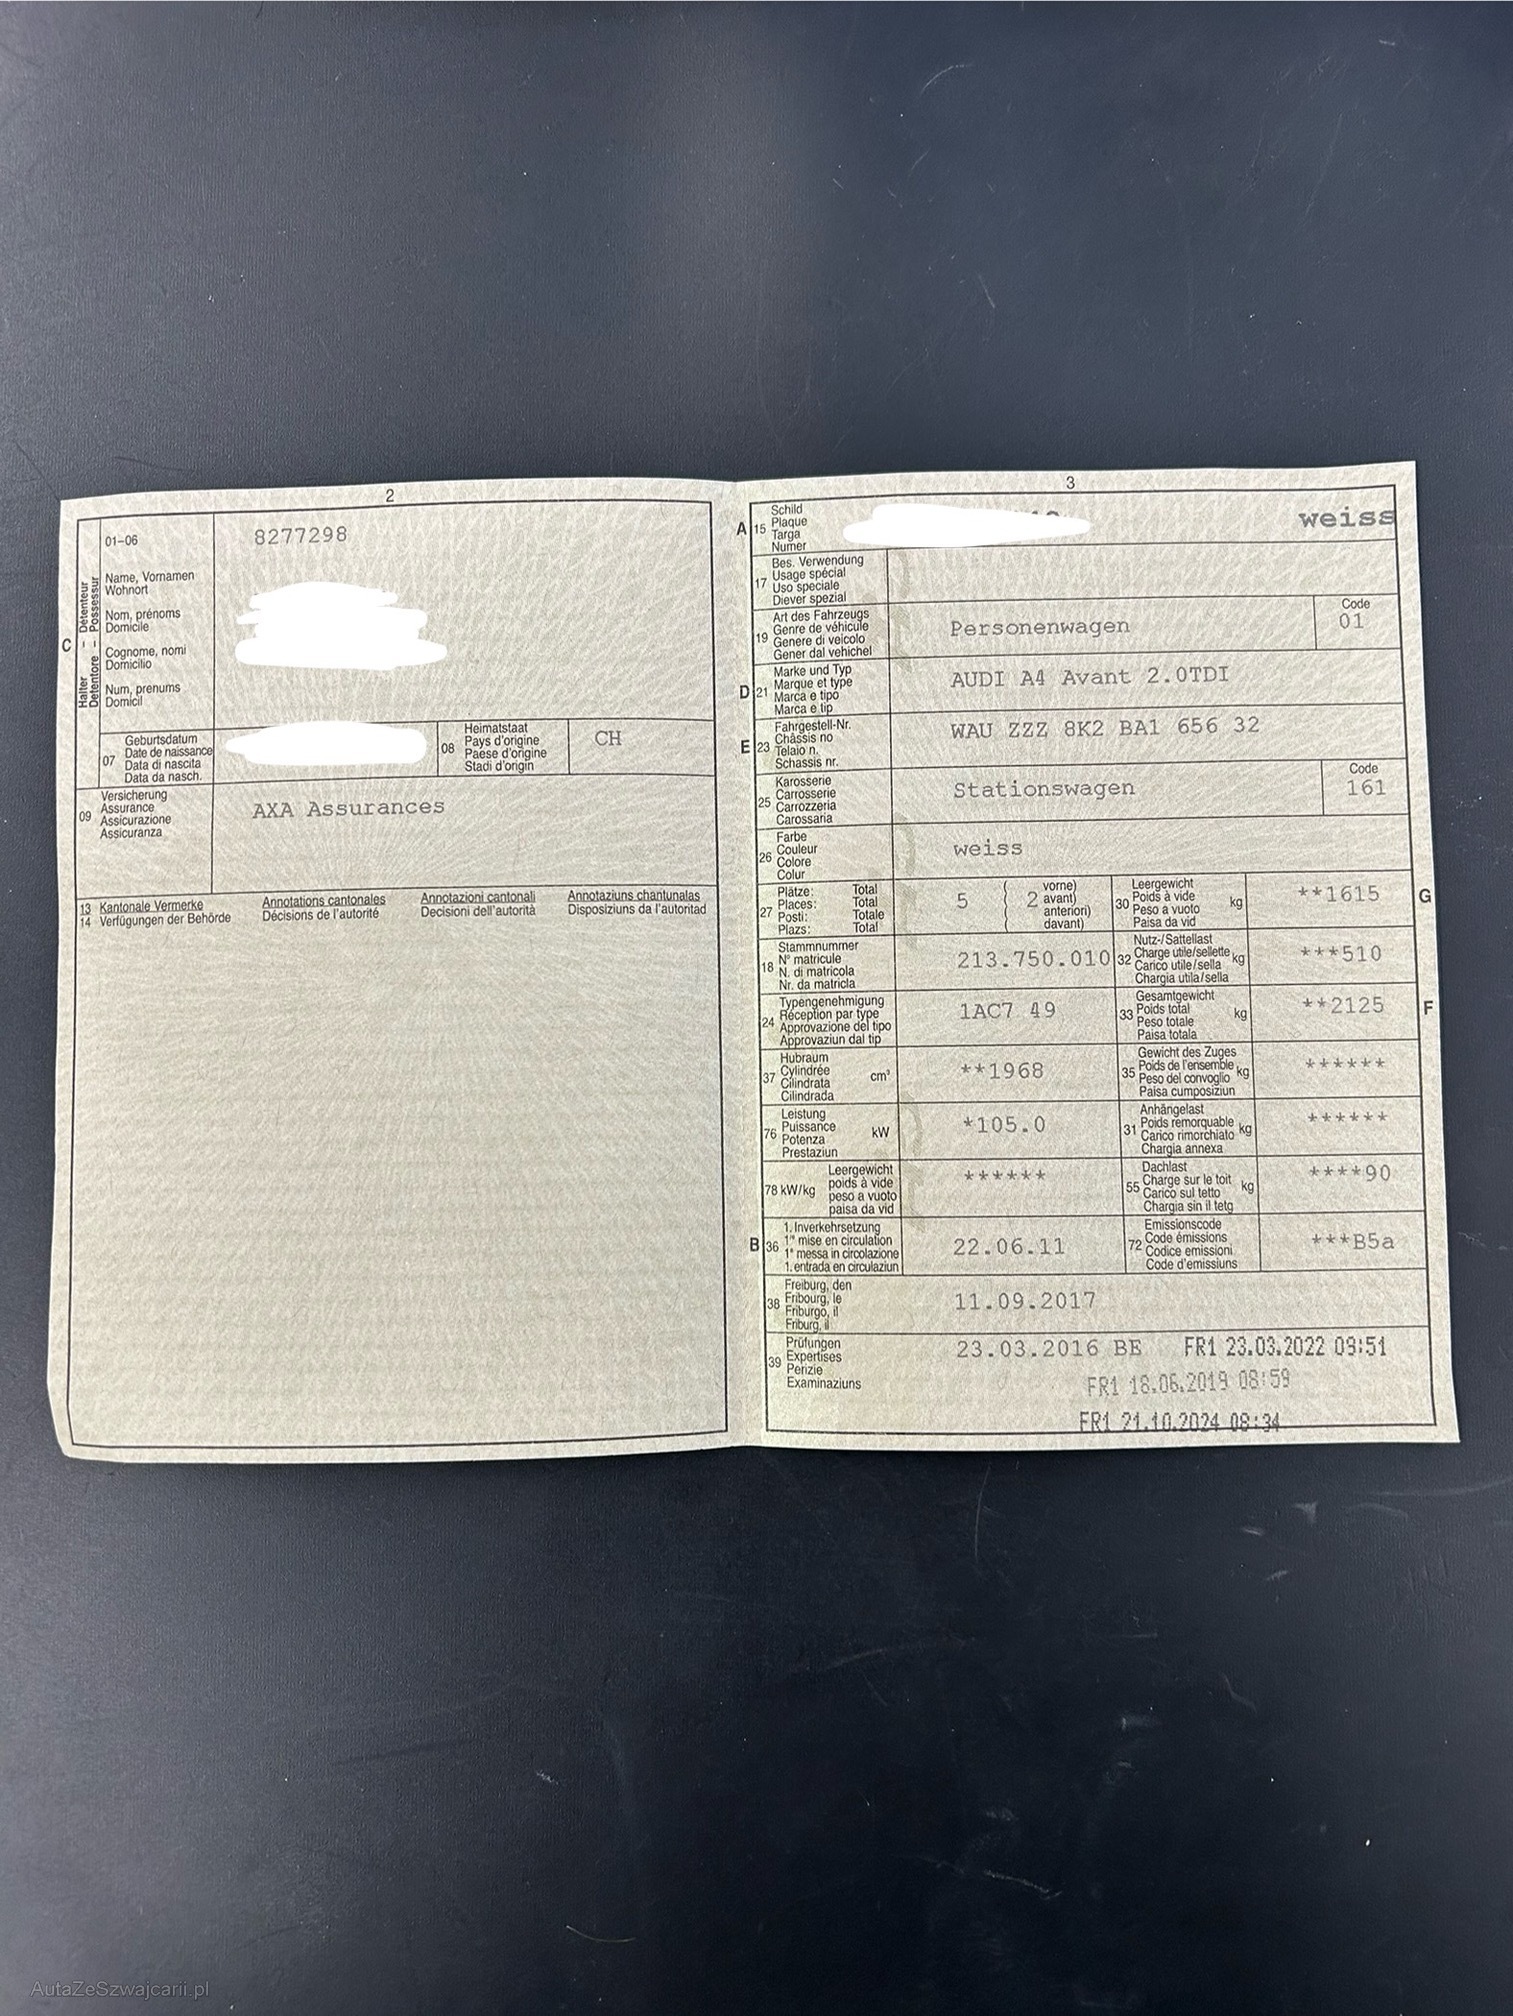 2
01-06
8277298
Halter - Détenteur
Detentore - Possessur
C
Name, Vornamen
Wohnort
Nom, prénoms
Domicile
Cognome, nomi
Domicilio
Num, prenums
Domicil
07
Geburtsdatum
Date de naissance
Data di nascita
Data da nasch.
08
Heimatstaat
Pays d'origine
Paese d'origine
Stadi d'origin
CH
09
Versicherung
Assurance
Assicurazione
Assicuranza
AXA Assurances
13 Kantonale Vermerke Annotations cantonales Annotazioni cantonali Annotaziuns chantunalas
14 Verfügungen der Behörde Décisions de l'autorité Decisioni dell'autorità Disposiziuns da l'autoritad
3
A 15
Schild
Plaque
Targa
Numer
weiss
17
Bes. Verwendung
Usage spécial
Uso speciale
Diever spezial
19
Art des Fahrzeugs
Genre de véhicule
Genere di veicolo
Gener dal vehichel
Personenwagen
Code
01
D 21
Marke und Typ
Marque et type
Marca e tipo
Marca e tip
AUDI A4 Avant 2.0TDI
E 23
Fahrgestell-Nr.
Châssis no
Telaio n.
Schassis nr.
WAU ZZZ 8K2 BA1 656 32
25
Karosserie
Carrosserie
Carrozzeria
Carossaria
Stationswagen
Code
161
26
Farbe
Couleur
Colore
Colur
weiss
27
Plätze: Total
Places: Total
Posti: Totale
Plazs: Total
5
( vorne)
( 2 avant)
( anteriori)
( davant)
30
Leergewicht
Poids à vide
Peso a vuoto
Paisa da vid
kg
**1615
G
18
Stammnummer
N° matricule
N. di matricola
Nr. da matricla
213.750.010
32
Nutz-/Sattellast
Charge utile/sellette
Carico utile/sella
Chargia utila/sella
kg
***510
24
Typengenehmigung
Réception par type
Approvazione del tipo
Approvaziun dal tip
1AC7 49
33
Gesamtgewicht
Poids total
Peso totale
Paisa totala
kg
**2125
F
37
Hubraum
Cylindrée
Cilindrata
Cilindrada
cm³
**1968
35
Gewicht des Zuges
Poids de l'ensemble
Peso del convoglio
Paisa cumposiziun
kg
******
76
Leistung
Puissance
Potenza
Prestaziun
kW
*105.0
31
Anhängelast
Poids remorquable
Carico rimorchiato
Chargia annexa
kg
******
78 kW/kg
Leergewicht
poids à vide
peso a vuoto
paisa da vid
******
55
Dachlast
Charge sur le toit
Carico sul tetto
Chargia sin il tetg
kg
****90
B 36
1. Inverkehrsetzung
1re mise en circulation
1a messa in circolazione
1. entrada en circulaziun
22.06.11
72
Emissionscode
Code émissions
Codice emissioni
Code d'emissiuns
***B5a
38
Freiburg, den
Fribourg, le
Friburgo, il
Friburg, il
11.09.2017
39
Prüfungen
Expertises
Perizie
Examinaziuns
23.03.2016 BE FR1 23.03.2022 09:51
FR1 18.06.2019 08:59
FR1 21.10.2024 08:34
AutaZeSzwajcarii.pl